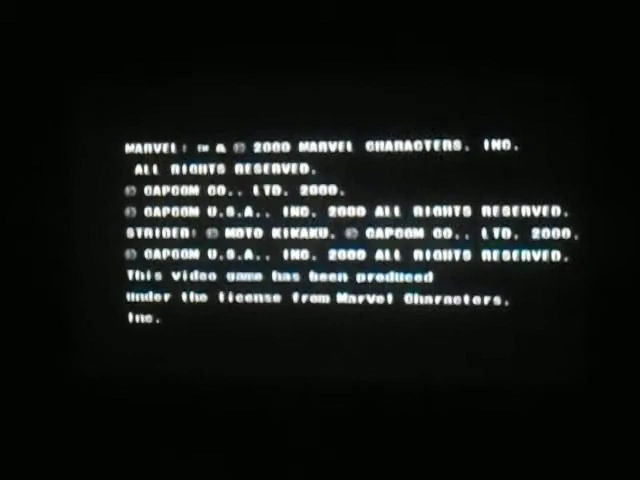 MARVEL: TM & © 2000 MARVEL CHARACTERS, INC.
ALL RIGHTS RESERVED.
© CAPCOM CO., LTD. 2000.
© CAPCOM U.S.A., INC. 2000 ALL RIGHTS RESERVED.
STRIDER: © MOTO KIKAKU. © CAPCOM CO., LTD. 2000.
© CAPCOM U.S.A., INC. 2000 ALL RIGHTS RESERVED.
This video game has been produced
under the license from Marvel Characters,
Inc.